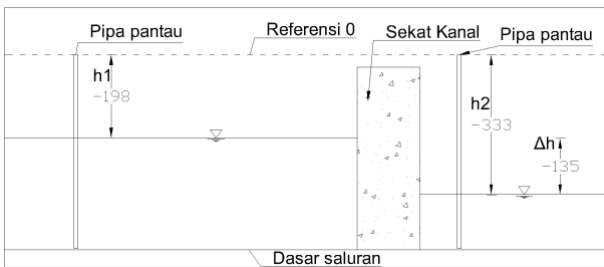 Pipa pantau
Referensi 0
Sekat Kanal
Pipa pantau
h1
-198
h2
-333
Δh
-135
Dasar saluran